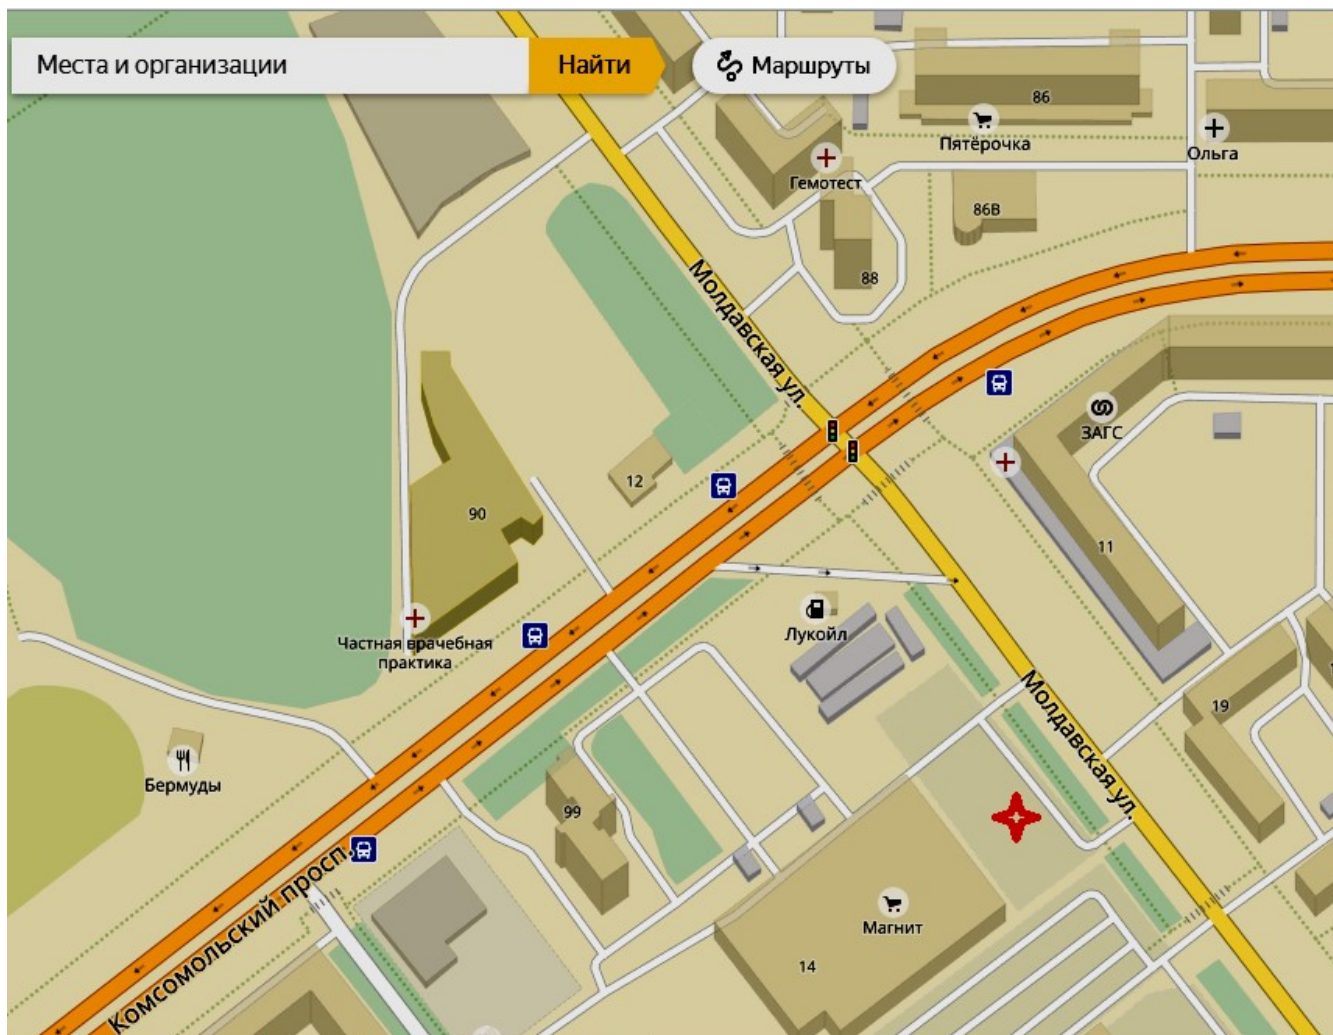 Места и организации
Найти
Маршруты
86
Пятёрочка
Ольга
Гемотест
86В
88
Молдавская ул.
ЗАГС
12
90
11
Лукойл
Частная врачебная
практика
Молдавская ул.
19
Бермуды
99
Комсомольский просп.
Магнит
14